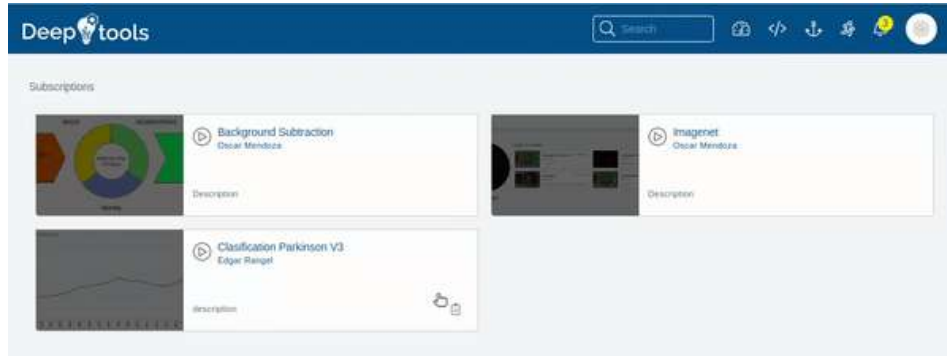 Deep tools
Search
3
Subscriptions
Background Subtraction
Oscar Mendoza
Description
Imagenet
Oscar Mendoza
Description
Clasification Parkinson V3
Edgar Rangel
description